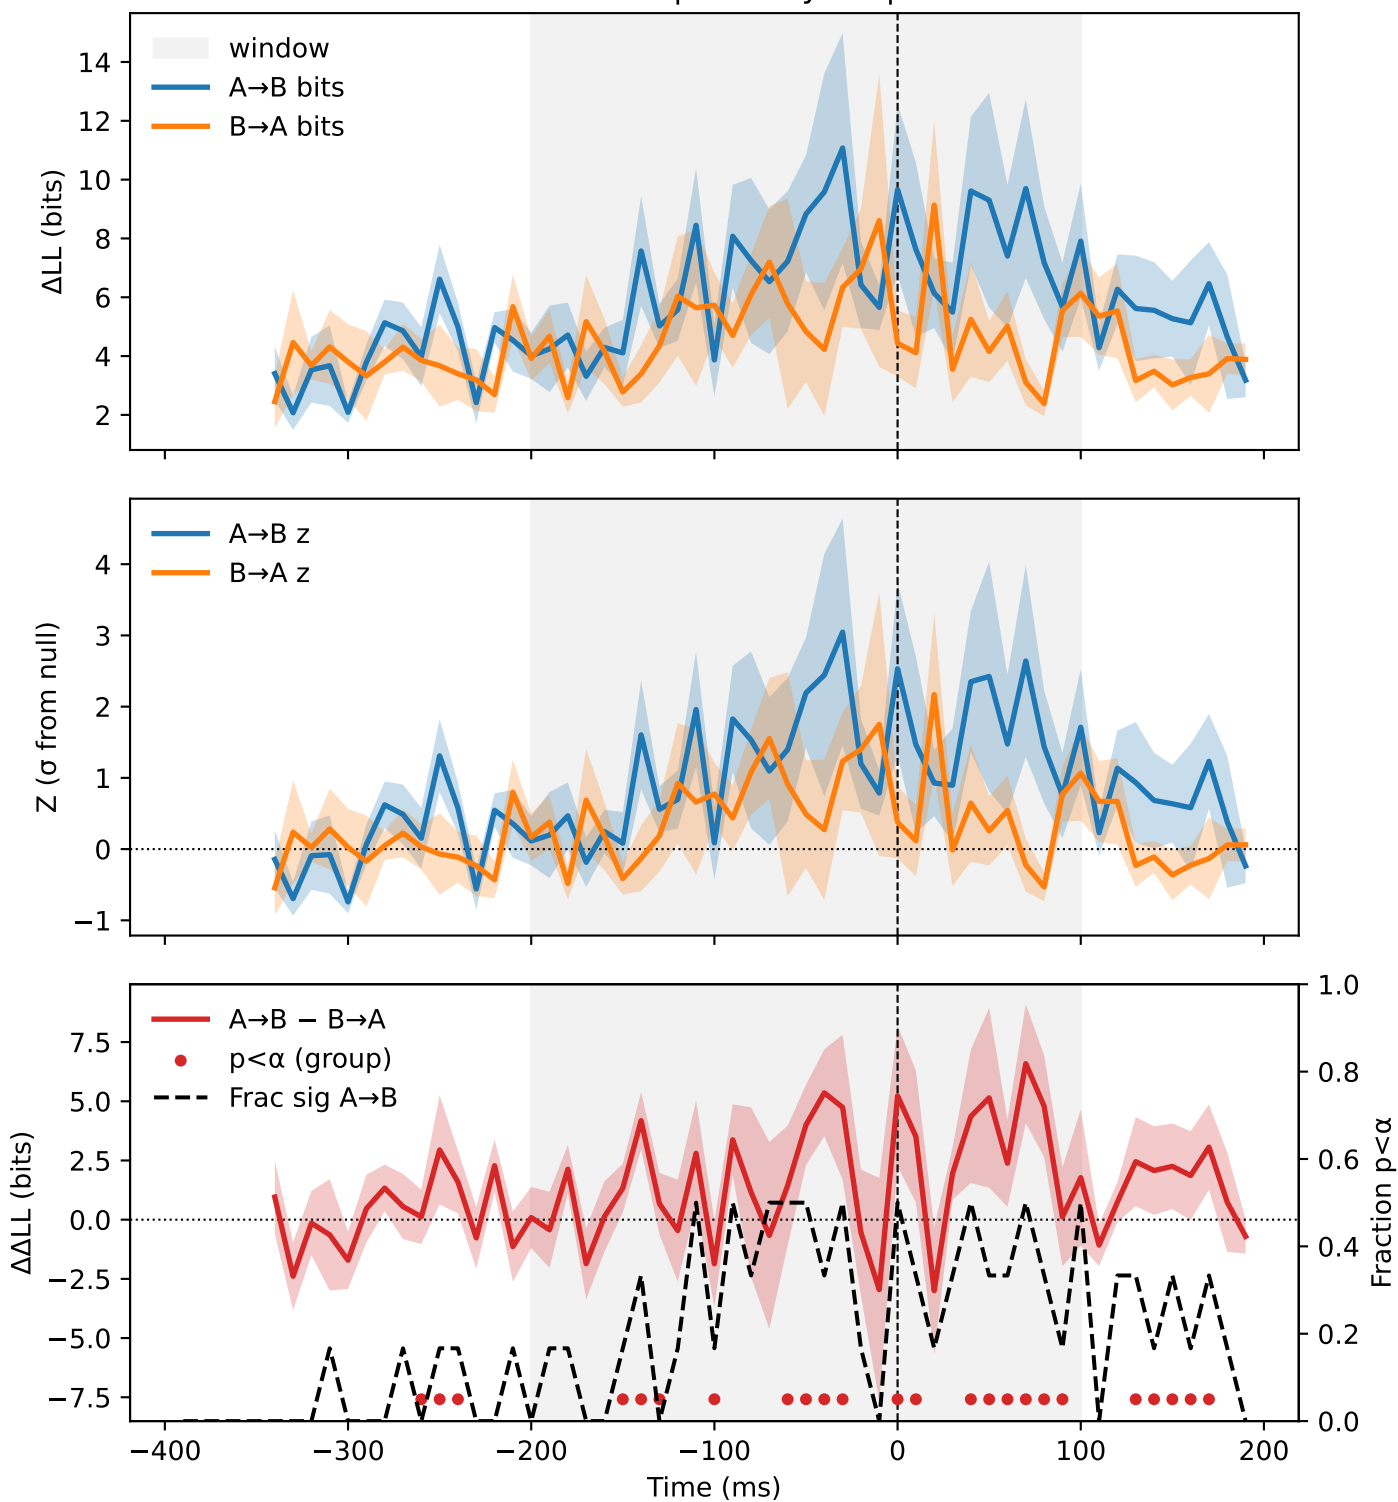 14
12
10
8
6
4
2
ΔLL (bits)
window
A→B bits
B→A bits
4
3
2
1
0
−1
Z (σ from null)
A→B z
B→A z
7.5
5.0
2.5
0.0
−2.5
−5.0
−7.5
ΔΔLL (bits)
A→B − B→A
p<α (group)
Frac sig A→B
1.0
0.8
0.6
0.4
0.2
0.0
Fraction p<α
−400
−300
−200
−100
0
100
200
Time (ms)